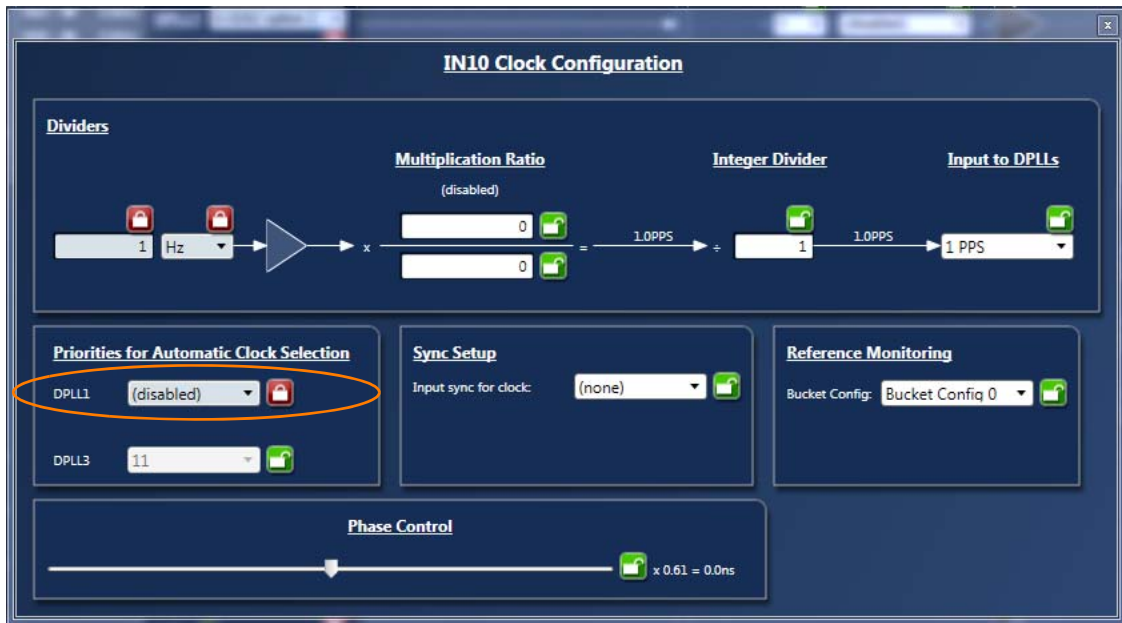 x
IN10 Clock Configuration
Dividers
Multiplication Ratio
Integer Divider
Input to DPLLs
(disabled)
1 Hz x 0 = 1.0PPS ÷ 1 1.0PPS 1 PPS
0
Priorities for Automatic Clock Selection
DPLL1 (disabled)
DPLL3 11
Sync Setup
Input sync for clock: (none)
Reference Monitoring
Bucket Config: Bucket Config 0
Phase Control
x 0.61 = 0.0ns